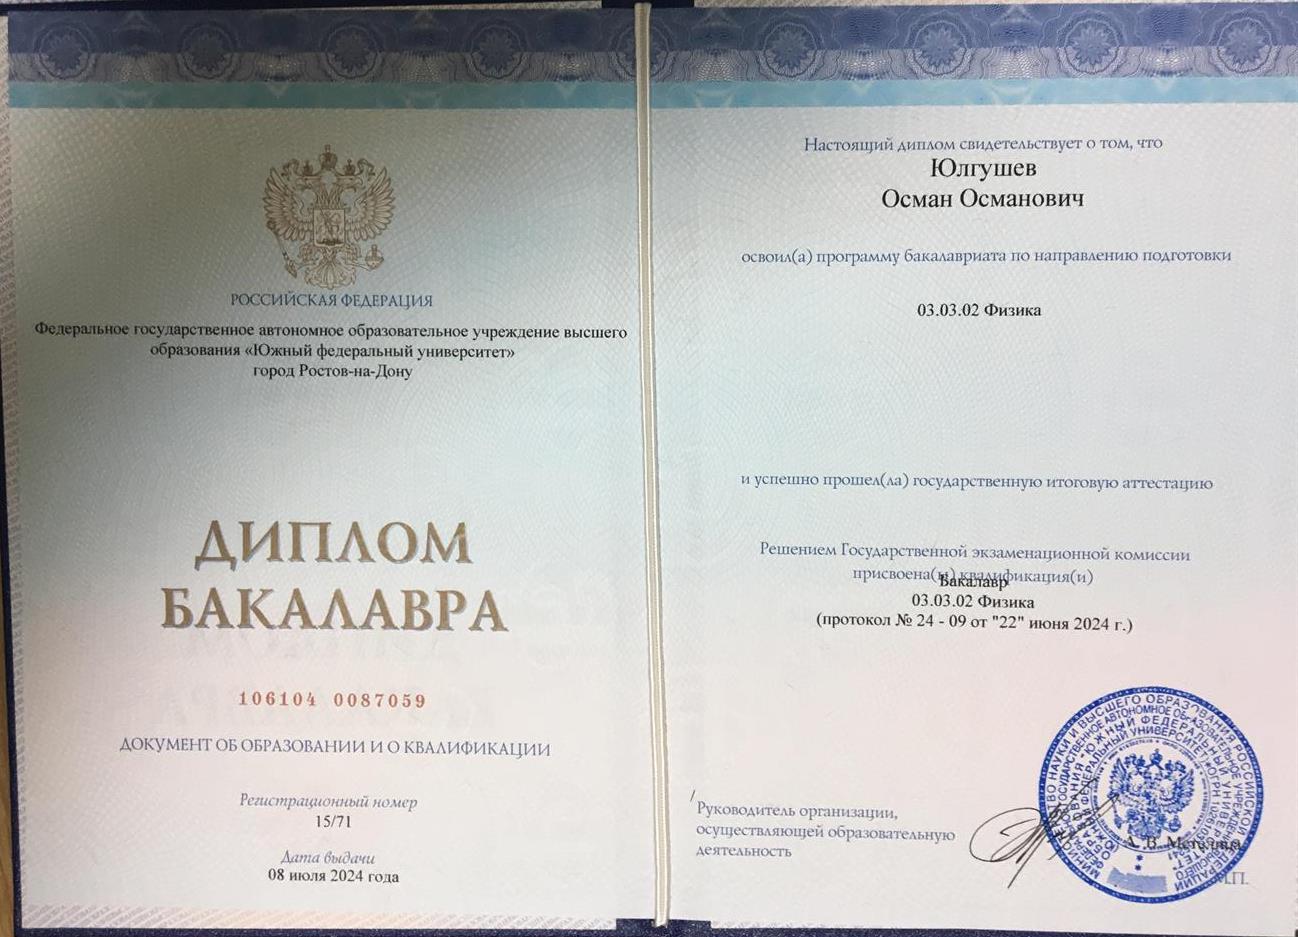 РОССИЙСКАЯ ФЕДЕРАЦИЯ
Федеральное государственное автономное образовательное учреждение высшего
образования «Южный федеральный университет»
город Ростов-на-Дону
ДИПЛОМ
БАКАЛАВРА
106104 0087059
ДОКУМЕНТ ОБ ОБРАЗОВАНИИ И О КВАЛИФИКАЦИИ
Регистрационный номер
15/71
Дата выдачи
08 июля 2024 года
Настоящий диплом свидетельствует о том, что
Юлгушев
Осман Османович
освоил(а) программу бакалавриата по направлению подготовки
03.03.02 Физика
и успешно прошел(ла) государственную итоговую аттестацию
Решением Государственной экзаменационной комиссии
присвоена(ы) квалификация(и)
Бакалавр
03.03.02 Физика
(протокол № 24 - 09 от "22" июня 2024 г.)
Руководитель организации,
осуществляющей образовательную
деятельность
А. В. Метелица
М.П.